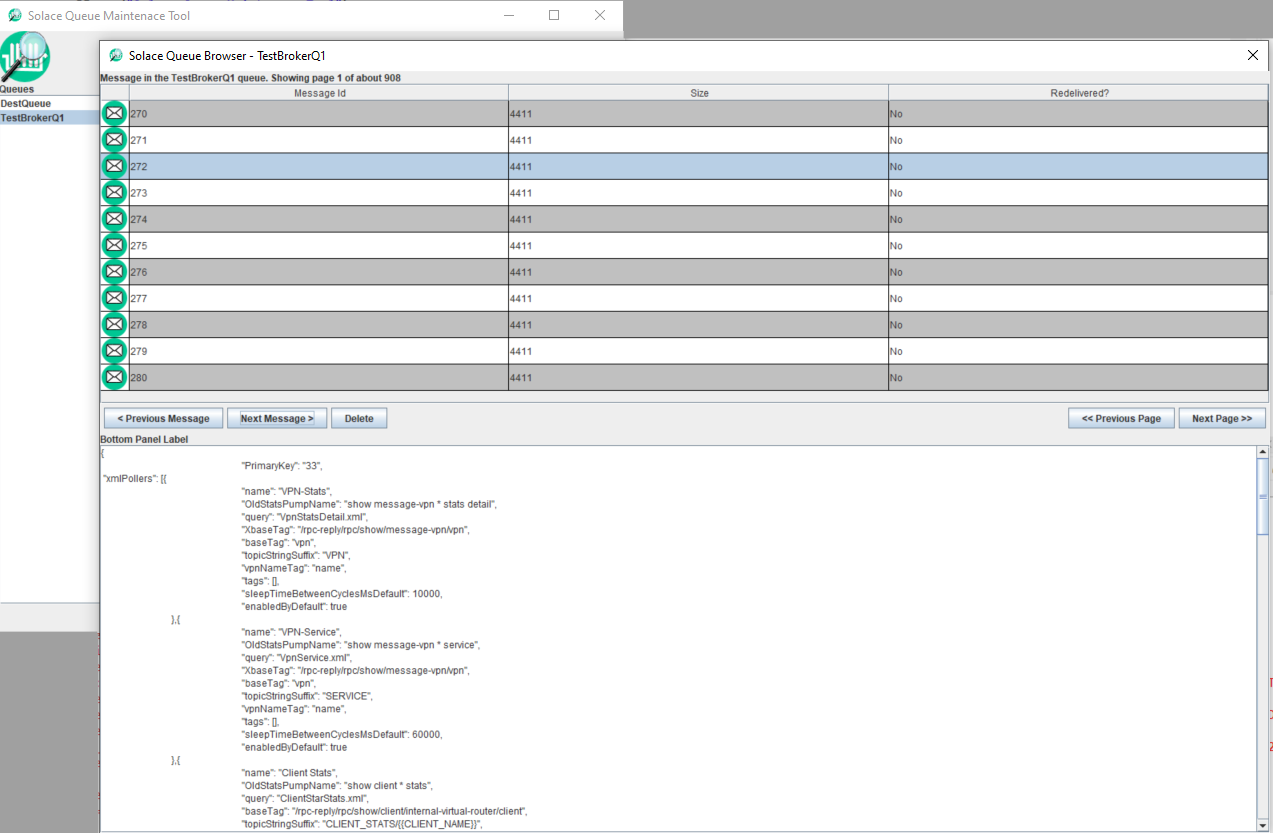 Solace Queue Maintenace Tool
Queues
DestQueue
TestBrokerQ1
Solace Queue Browser - TestBrokerQ1
Message in the TestBrokerQ1 queue. Showing page 1 of about 908
Message Id Size Redelivered?
270 4411 No
271 4411 No
272 4411 No
273 4411 No
274 4411 No
275 4411 No
276 4411 No
277 4411 No
278 4411 No
279 4411 No
280 4411 No
< Previous Message Next Message > Delete << Previous Page Next Page >>
Bottom Panel Label
{
"PrimaryKey": "33",
"xmlPollers": [{
"name": "VPN-Stats",
"OldStatsPumpName": "show message-vpn * stats detail",
"query": "VpnStatsDetail.xml",
"XbaseTag": "/rpc-reply/rpc/show/message-vpn/vpn",
"baseTag": "vpn",
"topicStringSuffix": "VPN",
"vpnNameTag": "name",
"tags": [],
"sleepTimeBetweenCyclesMsDefault": 10000,
"enabledByDefault": true
},{
"name": "VPN-Service",
"OldStatsPumpName": "show message-vpn * service",
"query": "VpnService.xml",
"XbaseTag": "/rpc-reply/rpc/show/message-vpn/vpn",
"baseTag": "vpn",
"topicStringSuffix": "SERVICE",
"vpnNameTag": "name",
"tags": [],
"sleepTimeBetweenCyclesMsDefault": 60000,
"enabledByDefault": true
},{
"name": "Client Stats",
"OldStatsPumpName": "show client * stats",
"query": "ClientStarStats.xml",
"baseTag": "/rpc-reply/rpc/show/client/internal-virtual-router/client",
"topicStringSuffix": "CLIENT_STATS/{{CLIENT_NAME}}",